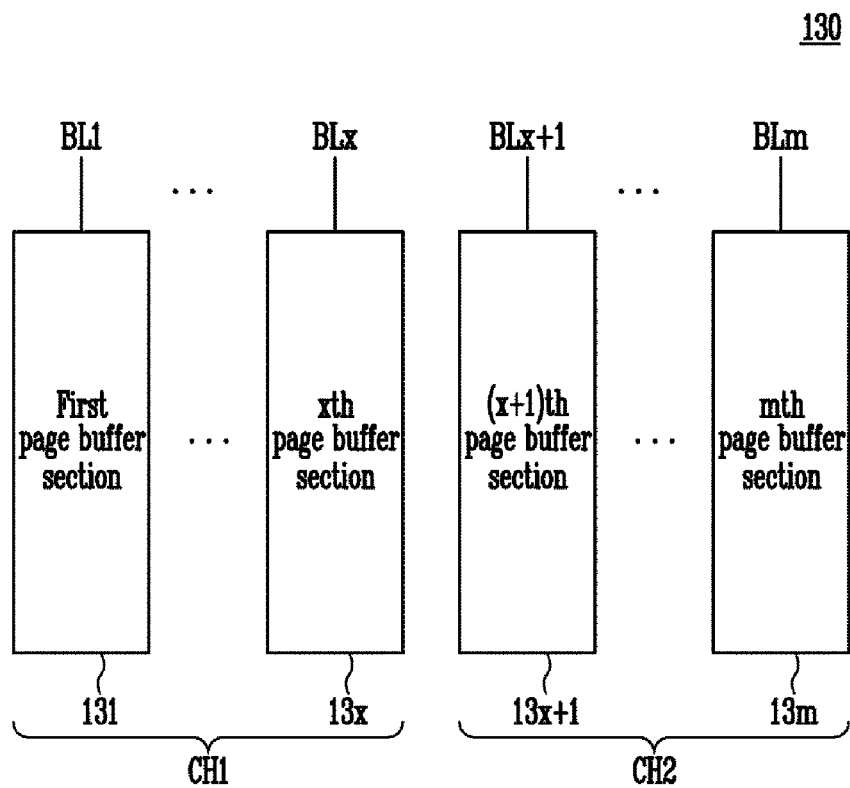 130
BL1 ... BLx BLx+1 ... BLm
First page buffer section
...
xth page buffer section
(x+1)th page buffer section
...
mth page buffer section
131 13x 13x+1 13m
CH1 CH2